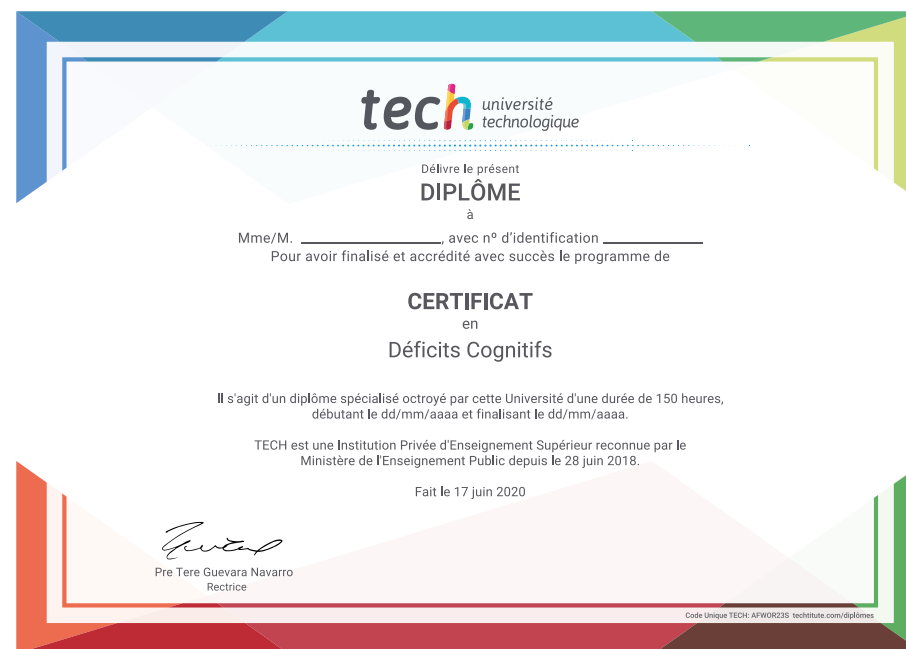 tech université
technologique
Délivre le présent
DIPLÔME
à
Mme/M. ____________________, avec nº d'identification ______________
Pour avoir finalisé et accrédité avec succès le programme de
CERTIFICAT
en
Déficits Cognitifs
Il s'agit d'un diplôme spécialisé octroyé par cette Université d'une durée de 150 heures,
débutant le dd/mm/aaaa et finalisant le dd/mm/aaaa.
TECH est une Institution Privée d'Enseignement Supérieur reconnue par le
Ministère de l'Enseignement Public depuis le 28 juin 2018.
Fait le 17 juin 2020
Pre Tere Guevara Navarro
Rectrice
Code Unique TECH: AFWOR23S techtitute.com/diplômes